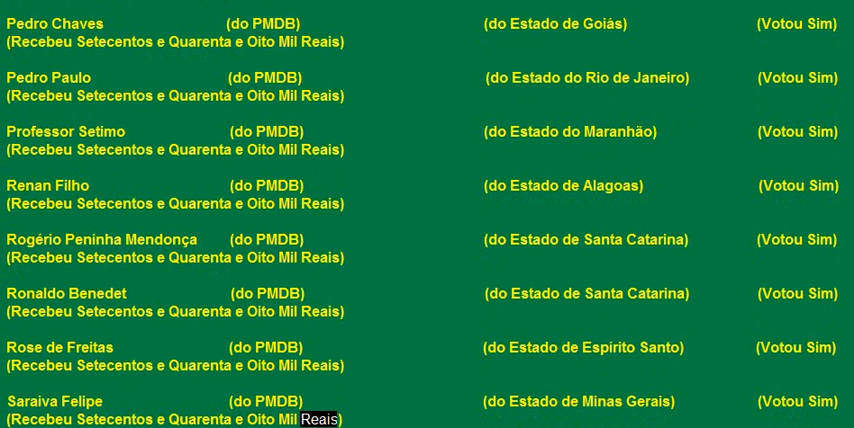 Pedro Chaves (do PMDB) (do Estado de Goiás) (Votou Sim)
(Recebeu Setecentos e Quarenta e Oito Mil Reais)
Pedro Paulo (do PMDB) (do Estado do Rio de Janeiro) (Votou Sim)
(Recebeu Setecentos e Quarenta e Oito Mil Reais)
Professor Setimo (do PMDB) (do Estado do Maranhão) (Votou Sim)
(Recebeu Setecentos e Quarenta e Oito Mil Reais)
Renan Filho (do PMDB) (do Estado de Alagoas) (Votou Sim)
(Recebeu Setecentos e Quarenta e Oito Mil Reais)
Rogério Peninha Mendonça (do PMDB) (do Estado de Santa Catarina) (Votou Sim)
(Recebeu Setecentos e Quarenta e Oito Mil Reais)
Ronaldo Benedet (do PMDB) (do Estado de Santa Catarina) (Votou Sim)
(Recebeu Setecentos e Quarenta e Oito Mil Reais)
Rose de Freitas (do PMDB) (do Estado de Espírito Santo) (Votou Sim)
(Recebeu Setecentos e Quarenta e Oito Mil Reais)
Saraiva Felipe (do PMDB) (do Estado de Minas Gerais) (Votou Sim)
(Recebeu Setecentos e Quarenta e Oito Mil Reais)